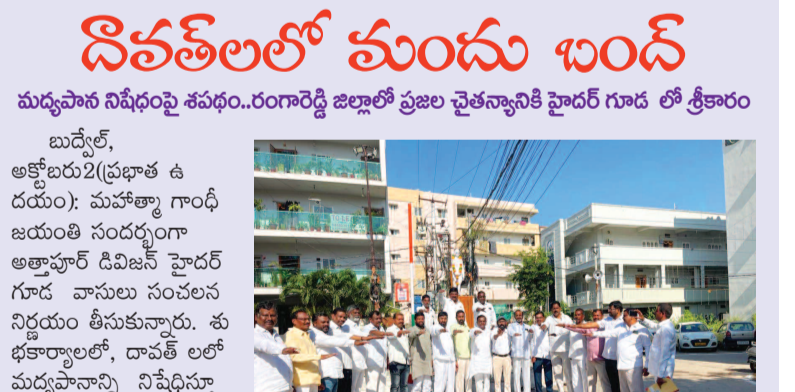 దావత్‌లలో మందు బంద్
మద్యపాన నిషేధంపై శపథం..రంగారెడ్డి జిల్లాలో ప్రజల చైతన్యానికి హైదర్ గూడ లో శ్రీకారం
బుద్వేల్,
అక్టోబరు2(ప్రభాత ఉ
దయం): మహాత్మా గాంధీ
జయంతి సందర్భంగా
అత్తాపూర్ డివిజన్ హైదర్
గూడ వాసులు సంచలన
నిర్ణయం తీసుకున్నారు. శు
భకార్యాలలో, దావత్ లలో
మద్యపానాన్ని నిషేధిస్తూ